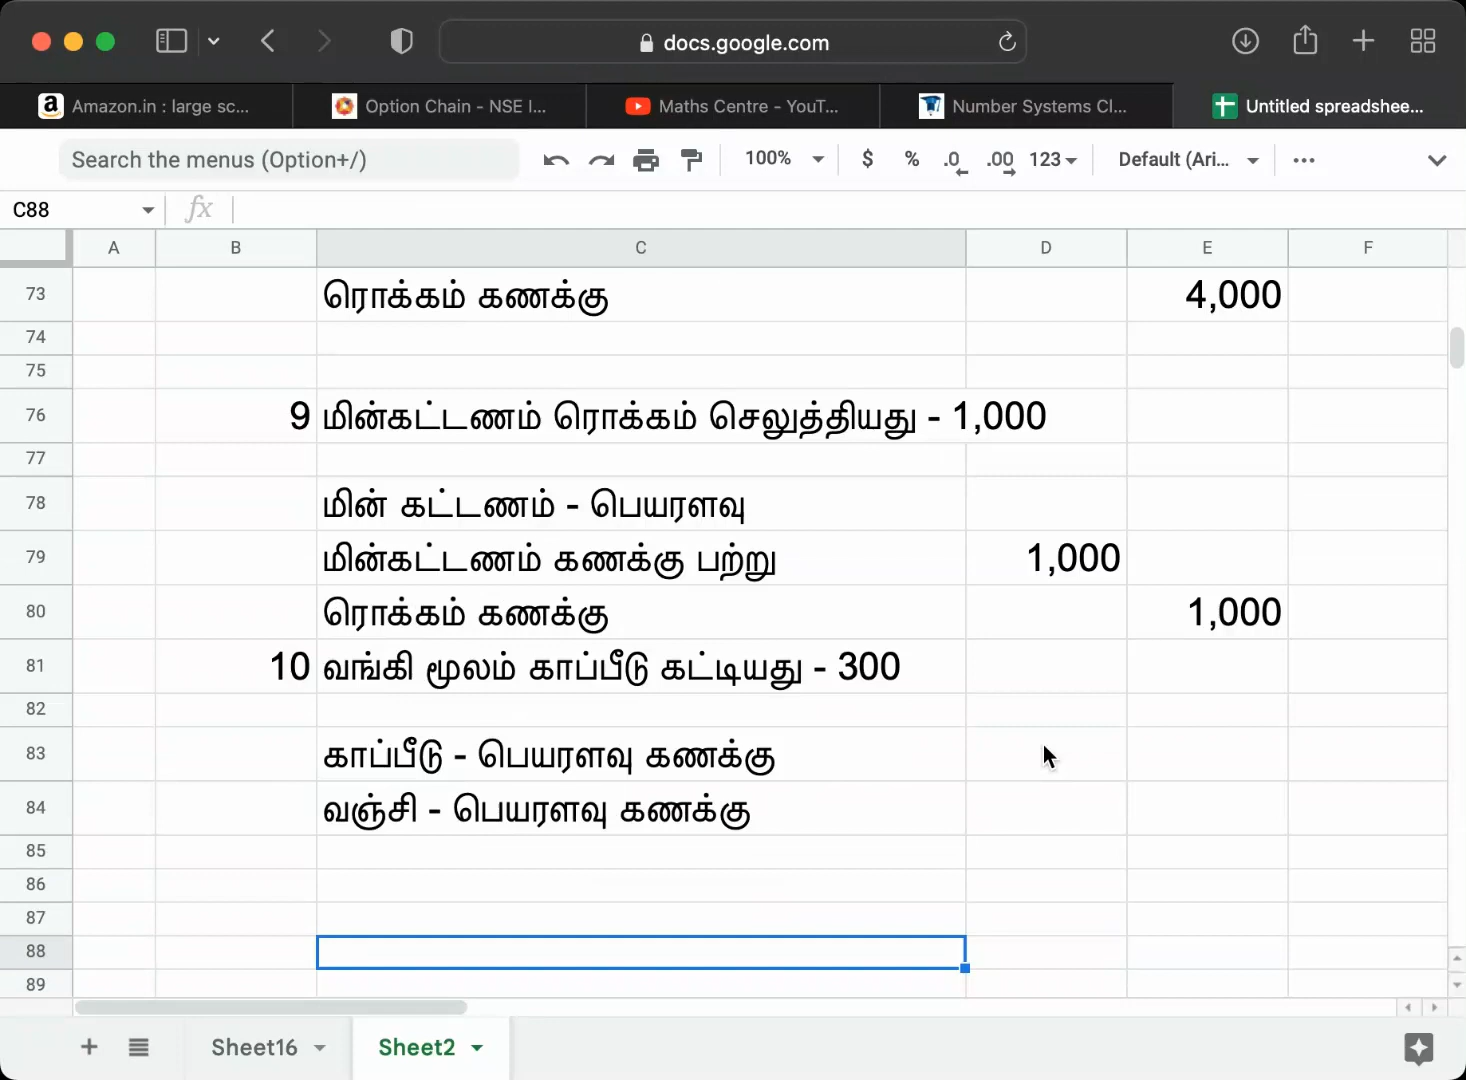 docs.google.com
Amazon.in : large sc...
Option Chain - NSE I...
Maths Centre - YouT...
Number Systems Cl...
Untitled spreadshee...
Search the menus (Option+/)
100%
$ % .0 .00 123
Default (Ari...
C88
fx
A B C D E F
73 ரொக்கம் கணக்கு 4,000
74
75
76 9 மின்கட்டணம் ரொக்கம் செலுத்தியது - 1,000
77
78 மின் கட்டணம் - பெயரளவு
79 மின்கட்டணம் கணக்கு பற்று 1,000
80 ரொக்கம் கணக்கு 1,000
81 10 வங்கி மூலம் காப்பீடு கட்டியது - 300
82
83 காப்பீடு - பெயரளவு கணக்கு
84 வஞ்சி - பெயரளவு கணக்கு
85
86
87
88
89
Sheet16 Sheet2